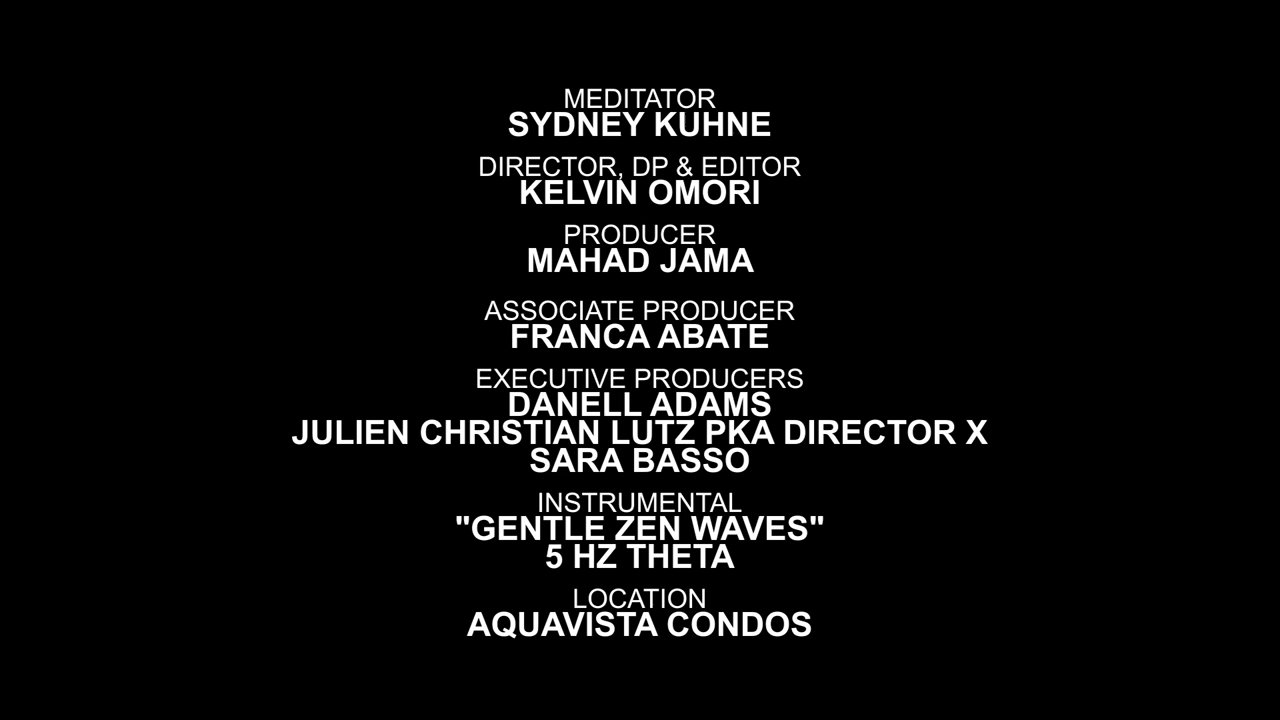 MEDITATOR
SYDNEY KUHNE
DIRECTOR, DP & EDITOR
KELVIN OMORI
PRODUCER
MAHAD JAMA
ASSOCIATE PRODUCER
FRANCA ABATE
EXECUTIVE PRODUCERS
DANELL ADAMS
JULIEN CHRISTIAN LUTZ PKA DIRECTOR X
SARA BASSO
INSTRUMENTAL
"GENTLE ZEN WAVES"
5 HZ THETA
LOCATION
AQUAVISTA CONDOS